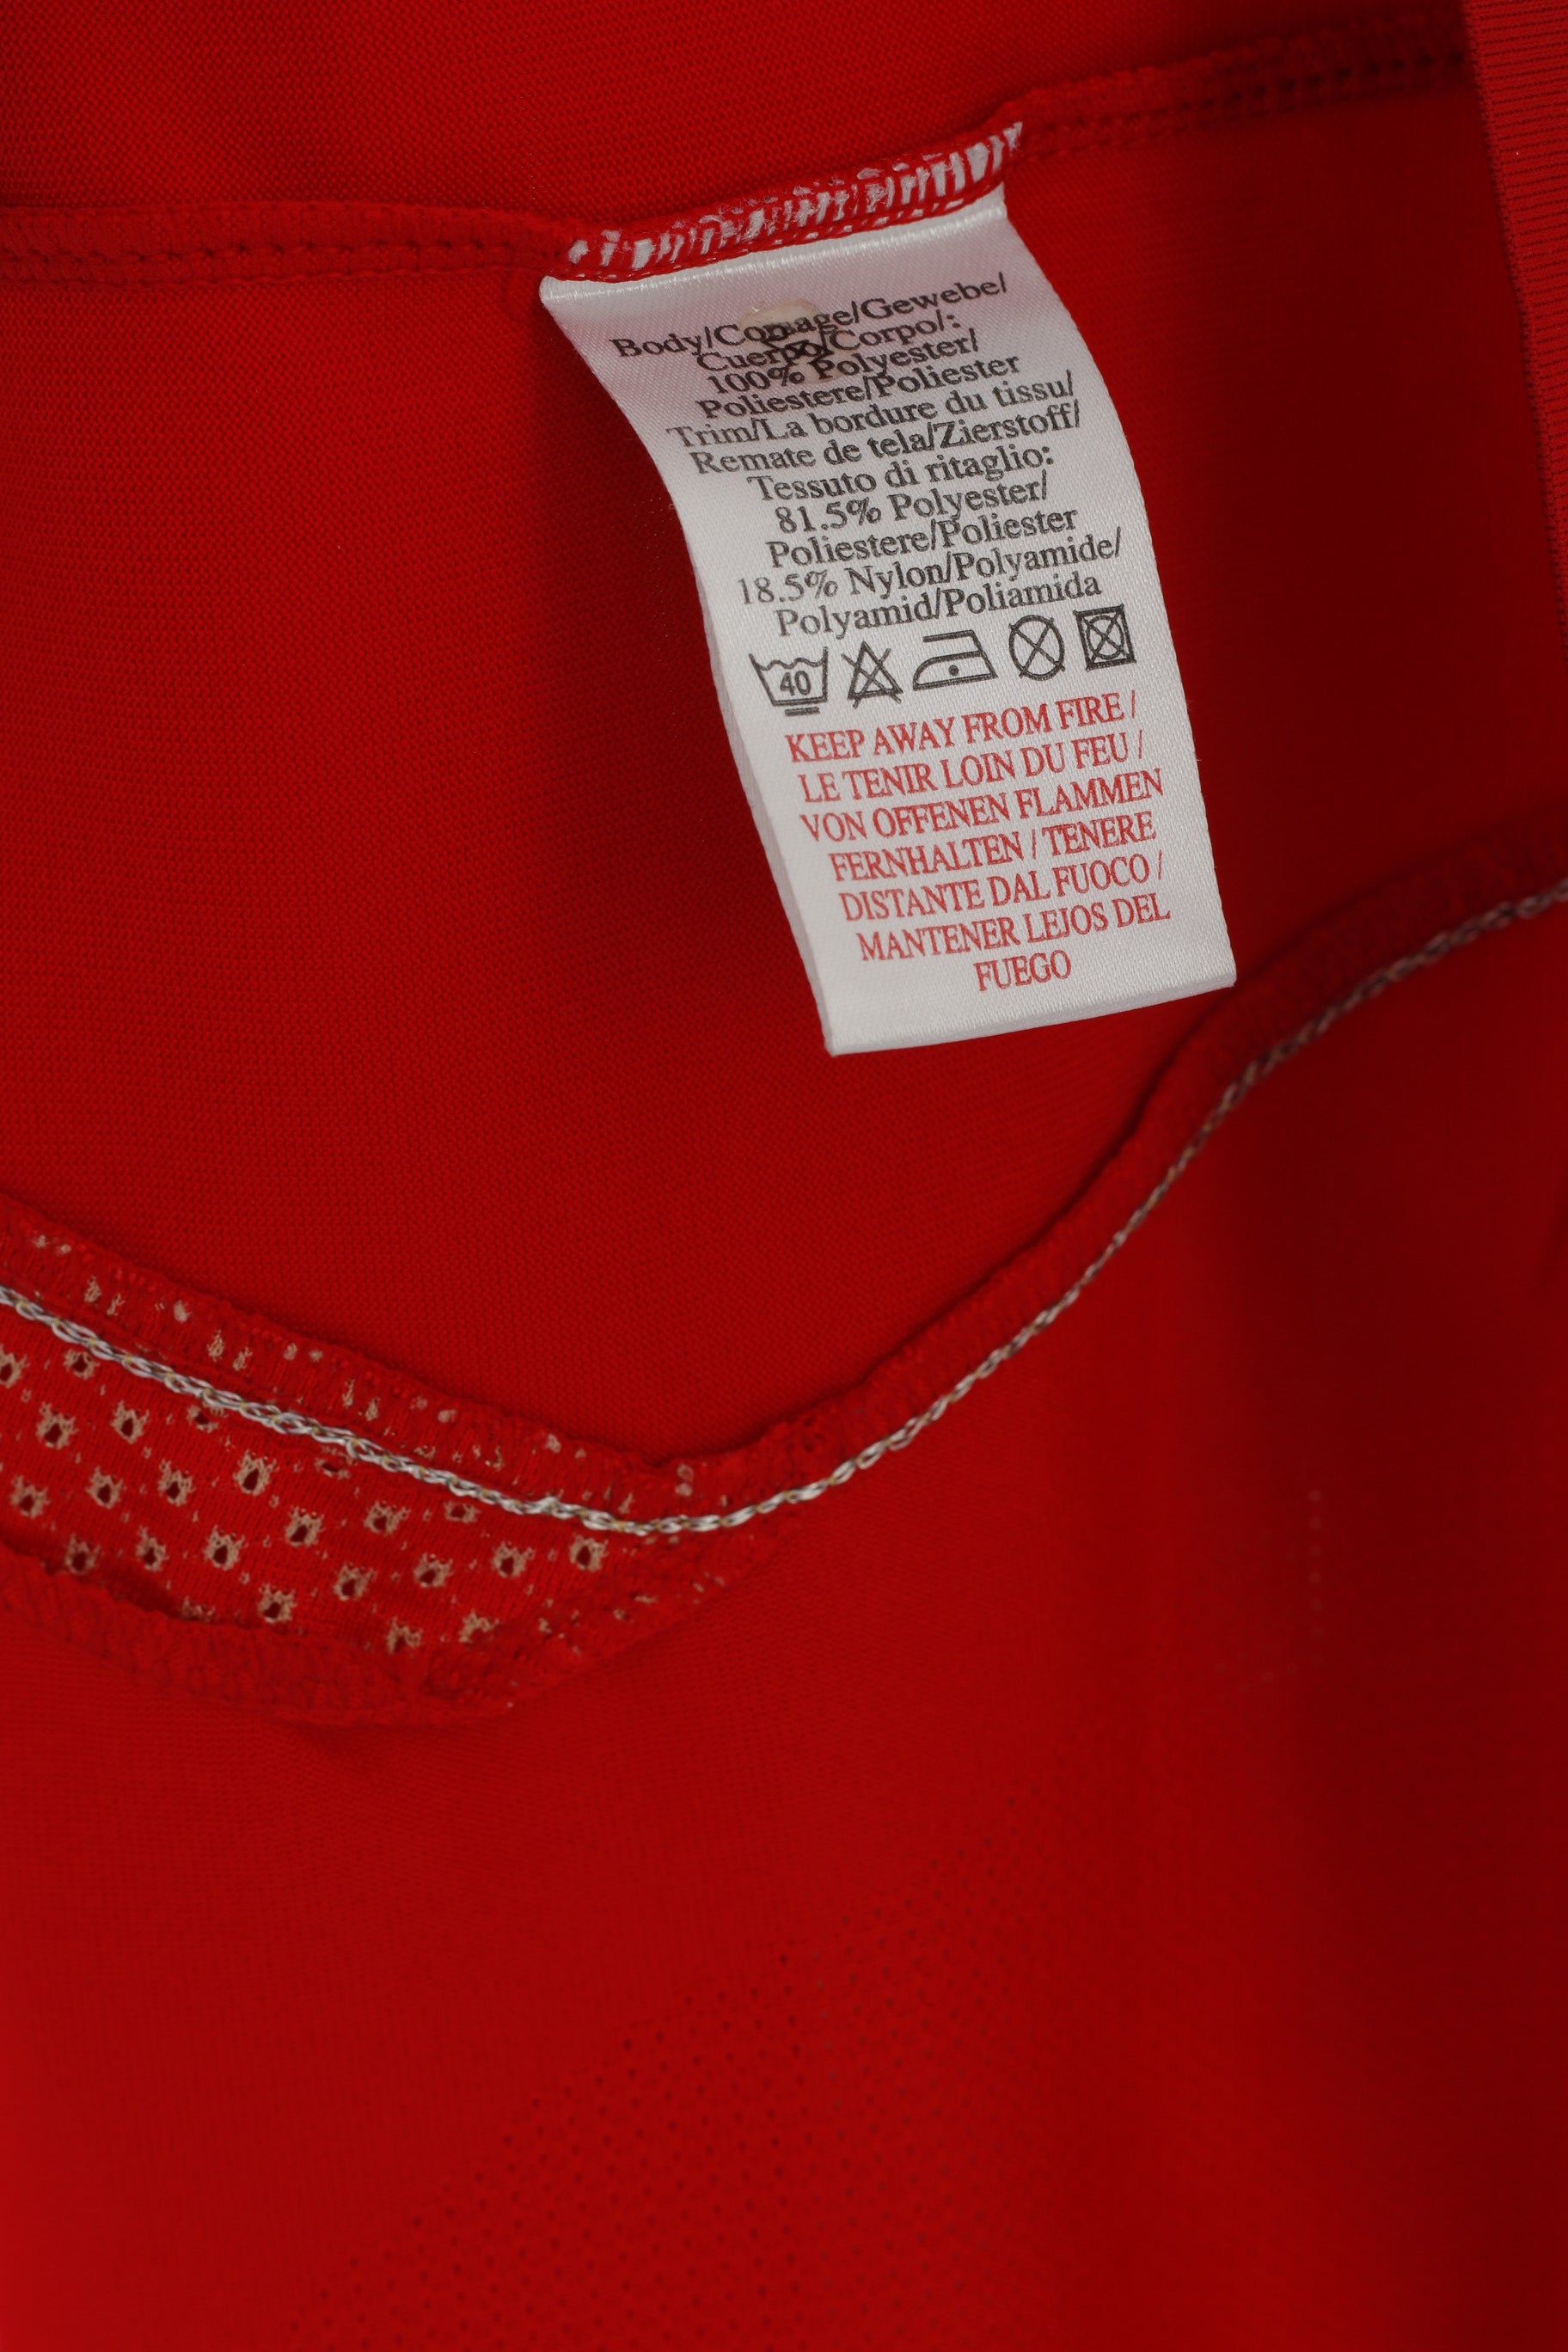 Body/Corsage/Gewebe/
Cuerpo/Corpo/:
100% Polyester/
Poliestere/Poliester
Trim/La bordure du tissu/
Remate de tela/Zierstoff/
Tessuto di ritaglio:
81.5% Polyester/
Poliestere/Poliester
18.5% Nylon/Polyamide/
Polyamid/Poliamida
40
KEEP AWAY FROM FIRE /
LE TENIR LOIN DU FEU /
VON OFFENEN FLAMMEN
FERNHALTEN / TENERE
DISTANTE DAL FUOCO /
MANTENER LEJOS DEL
FUEGO